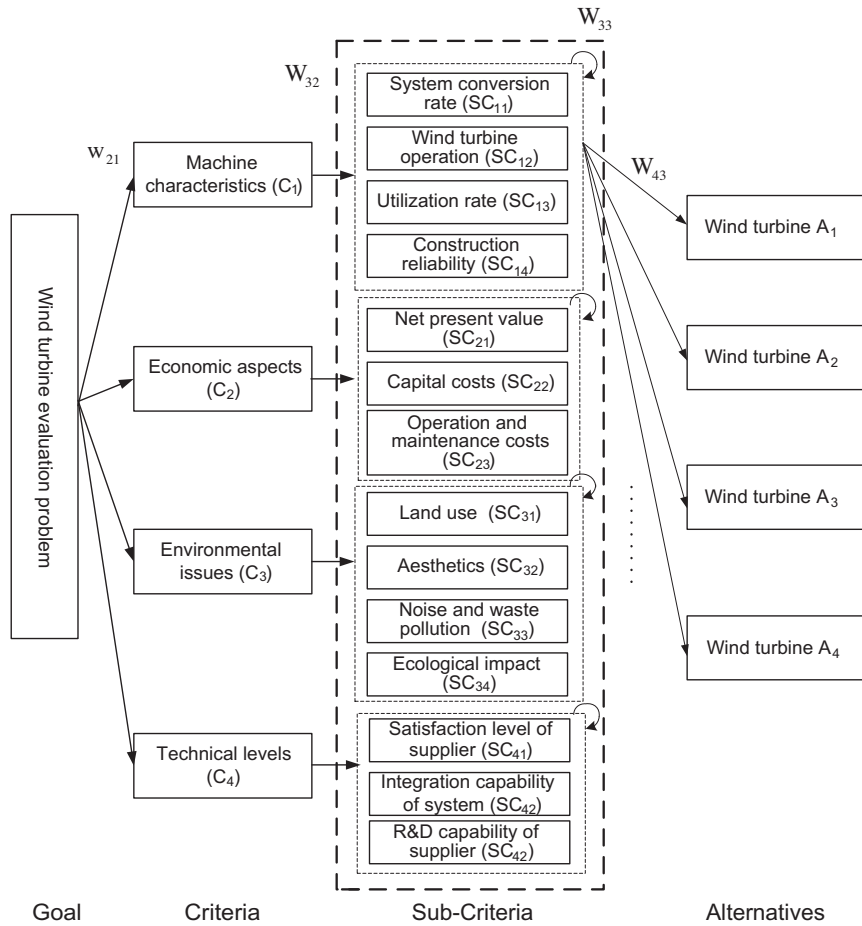 W33
W32
System conversion
rate (SC11)
w21
Machine
characteristics (C1)
Wind turbine
operation (SC12)
W43
Utilization rate (SC13)
Construction
reliability (SC14)
Wind turbine A1
Wind turbine evaluation problem
Economic aspects
(C2)
Net present value
(SC21)
Capital costs (SC22)
Operation and
maintenance costs
(SC23)
Wind turbine A2
Environmental
issues (C3)
Land use (SC31)
Aesthetics (SC32)
Noise and waste
pollution (SC33)
Ecological impact
(SC34)
Wind turbine A3
Wind turbine A4
Technical levels
(C4)
Satisfaction level of
supplier (SC41)
Integration capability
of system (SC42)
R&D capability of
supplier (SC42)
Goal
Criteria
Sub-Criteria
Alternatives